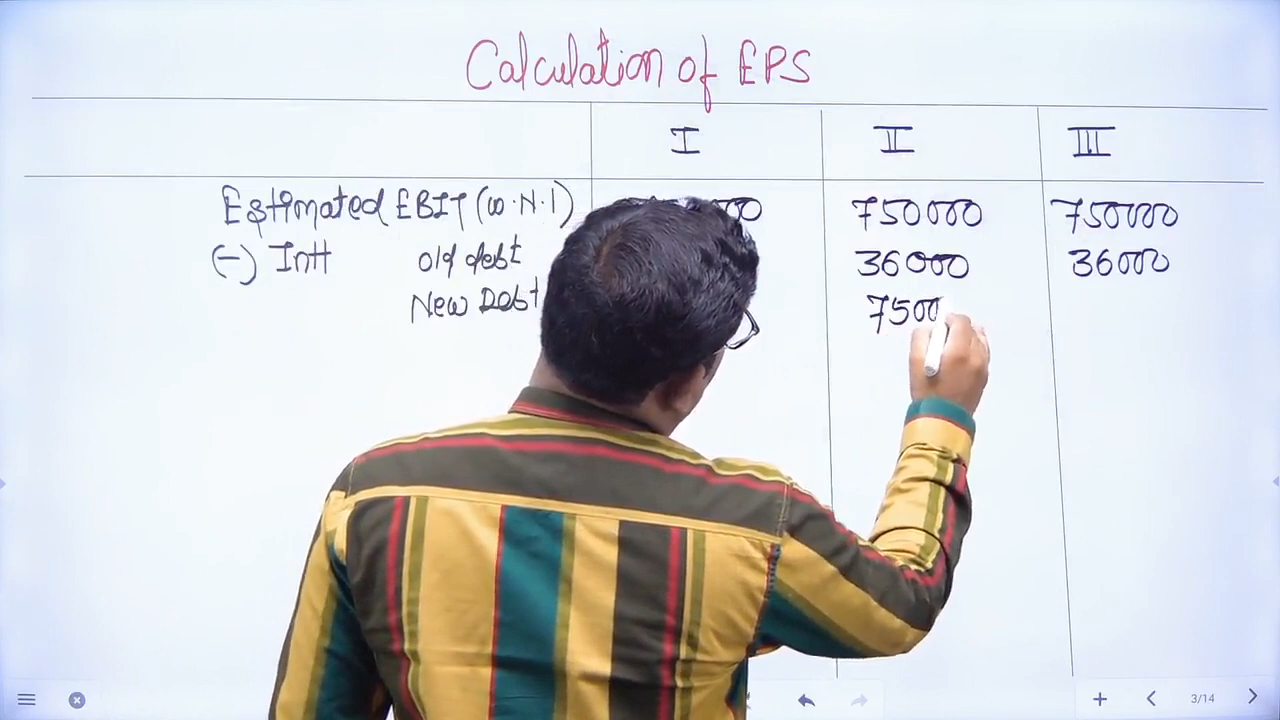 Calculation of EPS
I II III
Estimated EBIT (W.N.1) 750000 750000
(-) Intt old debt 36000 36000
New Debt 7500
3/14